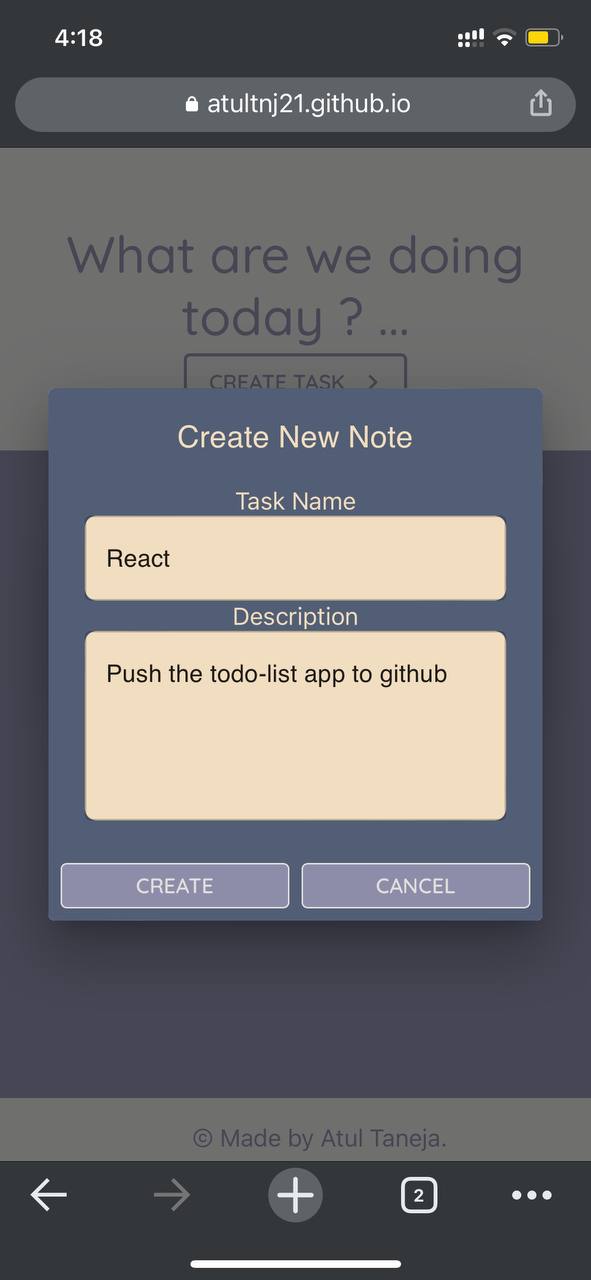 4:18
atultnj21.github.io
What are we doing
today ? ...
CREATE TASK
Create New Note
Task Name
React
Description
Push the todo-list app to github
CREATE
CANCEL
© Made by Atul Taneja.
2